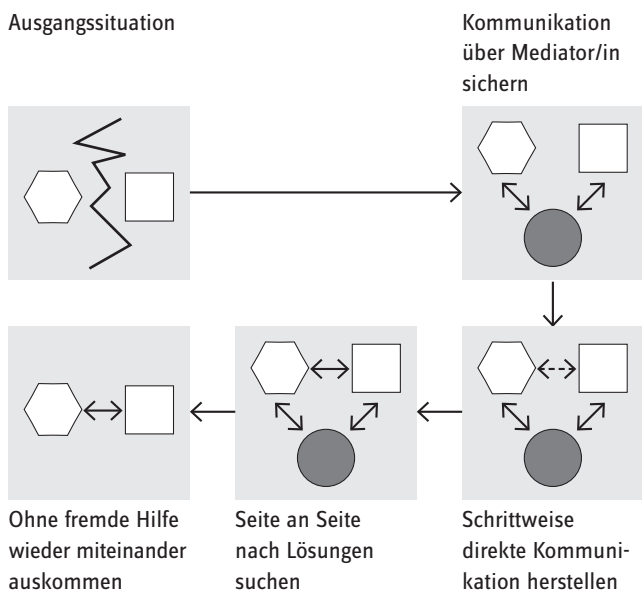 Ausgangssituation
Kommunikation
über Mediator/in
sichern
Ohne fremde Hilfe
wieder miteinander
auskommen
Seite an Seite
nach Lösungen
suchen
Schrittweise
direkte Kommuni-
kation herstellen